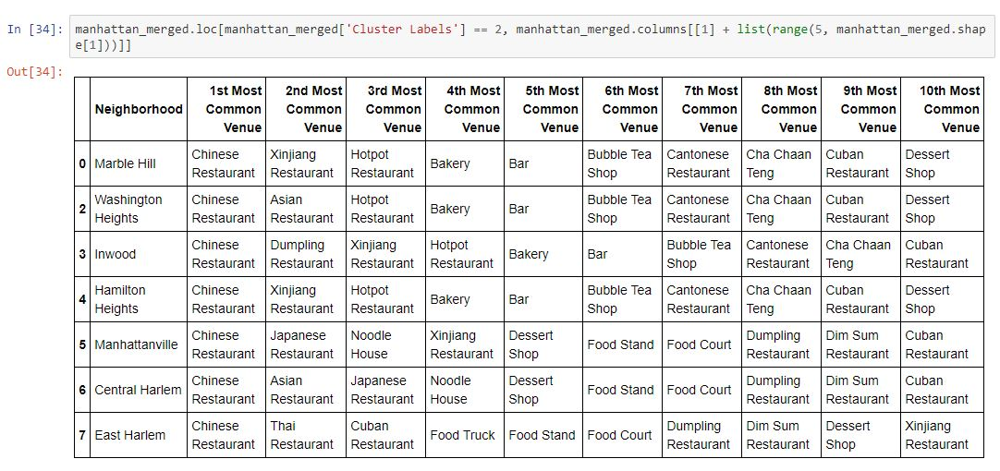 In [34]: manhattan_merged.loc[manhattan_merged['Cluster Labels'] == 2, manhattan_merged.columns[[1] + list(range(5, manhattan_merged.shap
e[1]))]]
Out[34]:
Neighborhood 1st Most Common Venue 2nd Most Common Venue 3rd Most Common Venue 4th Most Common Venue 5th Most Common Venue 6th Most Common Venue 7th Most Common Venue 8th Most Common Venue 9th Most Common Venue 10th Most Common Venue
0 Marble Hill Chinese Restaurant Xinjiang Restaurant Hotpot Restaurant Bakery Bar Bubble Tea Shop Cantonese Restaurant Cha Chaan Teng Cuban Restaurant Dessert Shop
2 Washington Heights Chinese Restaurant Asian Restaurant Hotpot Restaurant Bakery Bar Bubble Tea Shop Cantonese Restaurant Cha Chaan Teng Cuban Restaurant Dessert Shop
3 Inwood Chinese Restaurant Dumpling Restaurant Xinjiang Restaurant Hotpot Restaurant Bakery Bar Bubble Tea Shop Cantonese Restaurant Cha Chaan Teng Cuban Restaurant
4 Hamilton Heights Chinese Restaurant Xinjiang Restaurant Hotpot Restaurant Bakery Bar Bubble Tea Shop Cantonese Restaurant Cha Chaan Teng Cuban Restaurant Dessert Shop
5 Manhattanville Chinese Restaurant Japanese Restaurant Noodle House Xinjiang Restaurant Dessert Shop Food Stand Food Court Dumpling Restaurant Dim Sum Restaurant Cuban Restaurant
6 Central Harlem Chinese Restaurant Asian Restaurant Japanese Restaurant Noodle House Dessert Shop Food Stand Food Court Dumpling Restaurant Dim Sum Restaurant Cuban Restaurant
7 East Harlem Chinese Restaurant Thai Restaurant Cuban Restaurant Food Truck Food Stand Food Court Dumpling Restaurant Dim Sum Restaurant Dessert Shop Xinjiang Restaurant